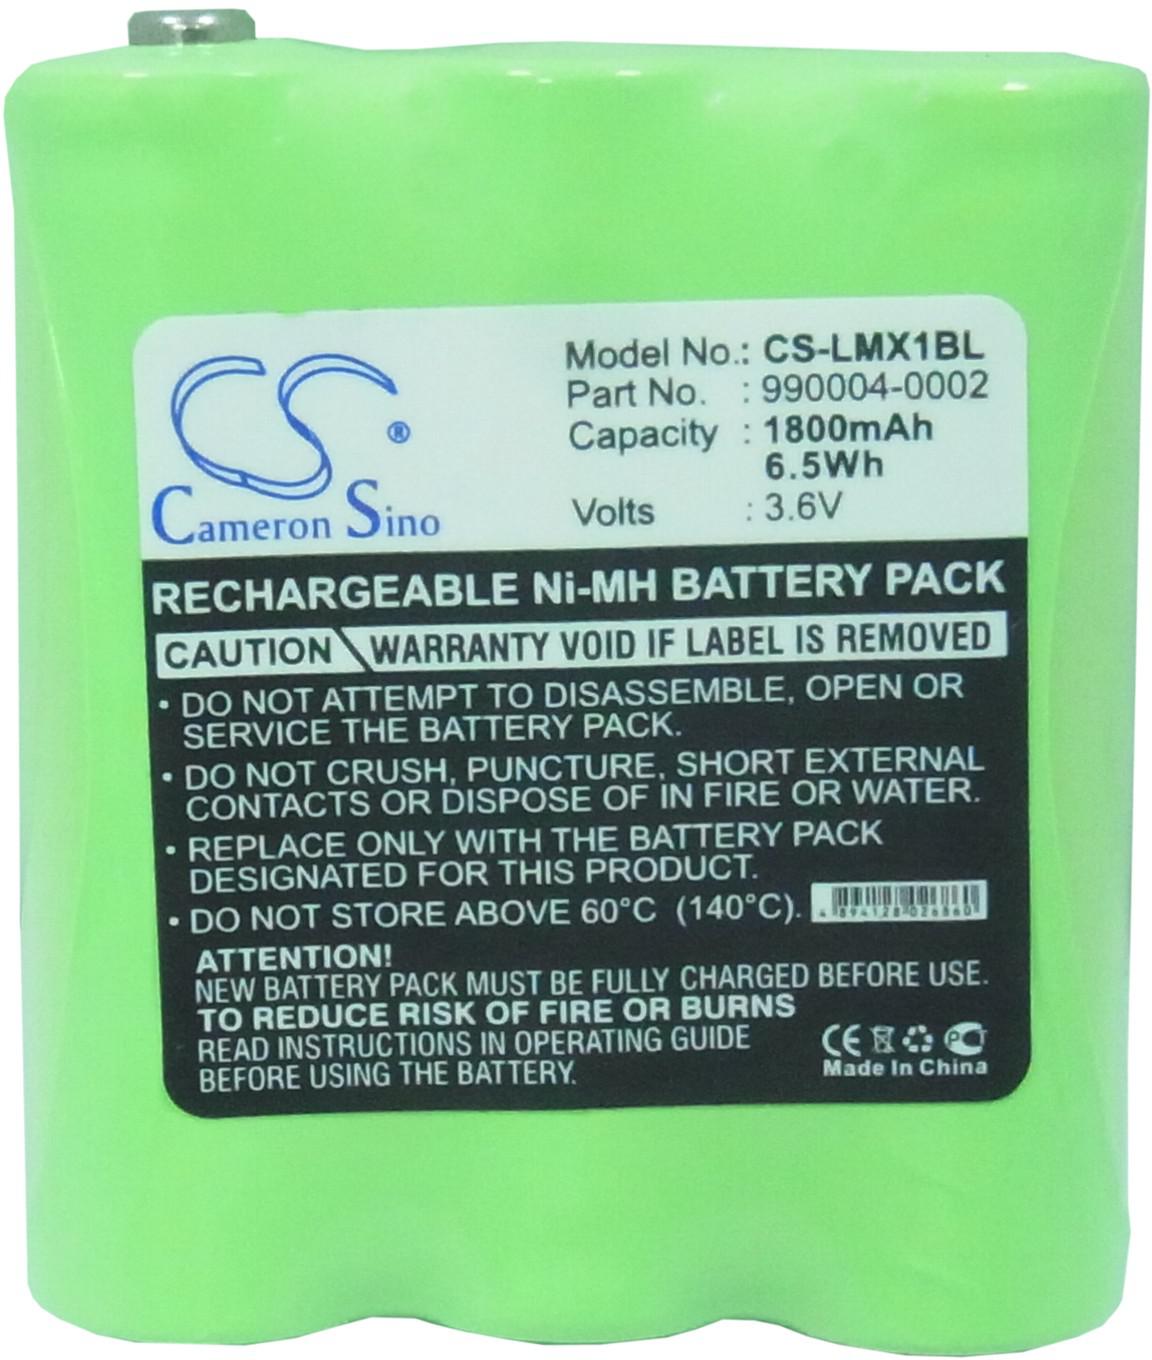 CS®
Cameron Sino
Model No.: CS-LMX1BL
Part No. : 990004-0002
Capacity : 1800mAh
6.5Wh
Volts : 3.6V
RECHARGEABLE Ni-MH BATTERY PACK
CAUTION WARRANTY VOID IF LABEL IS REMOVED
• DO NOT ATTEMPT TO DISASSEMBLE, OPEN OR
SERVICE THE BATTERY PACK.
• DO NOT CRUSH, PUNCTURE, SHORT EXTERNAL
CONTACTS OR DISPOSE OF IN FIRE OR WATER.
• REPLACE ONLY WITH THE BATTERY PACK
DESIGNATED FOR THIS PRODUCT.
• DO NOT STORE ABOVE 60°C (140°C).
4 894128 026860
ATTENTION!
NEW BATTERY PACK MUST BE FULLY CHARGED BEFORE USE.
TO REDUCE RISK OF FIRE OR BURNS
READ INSTRUCTIONS IN OPERATING GUIDE
BEFORE USING THE BATTERY.
CE PCT
Made In China